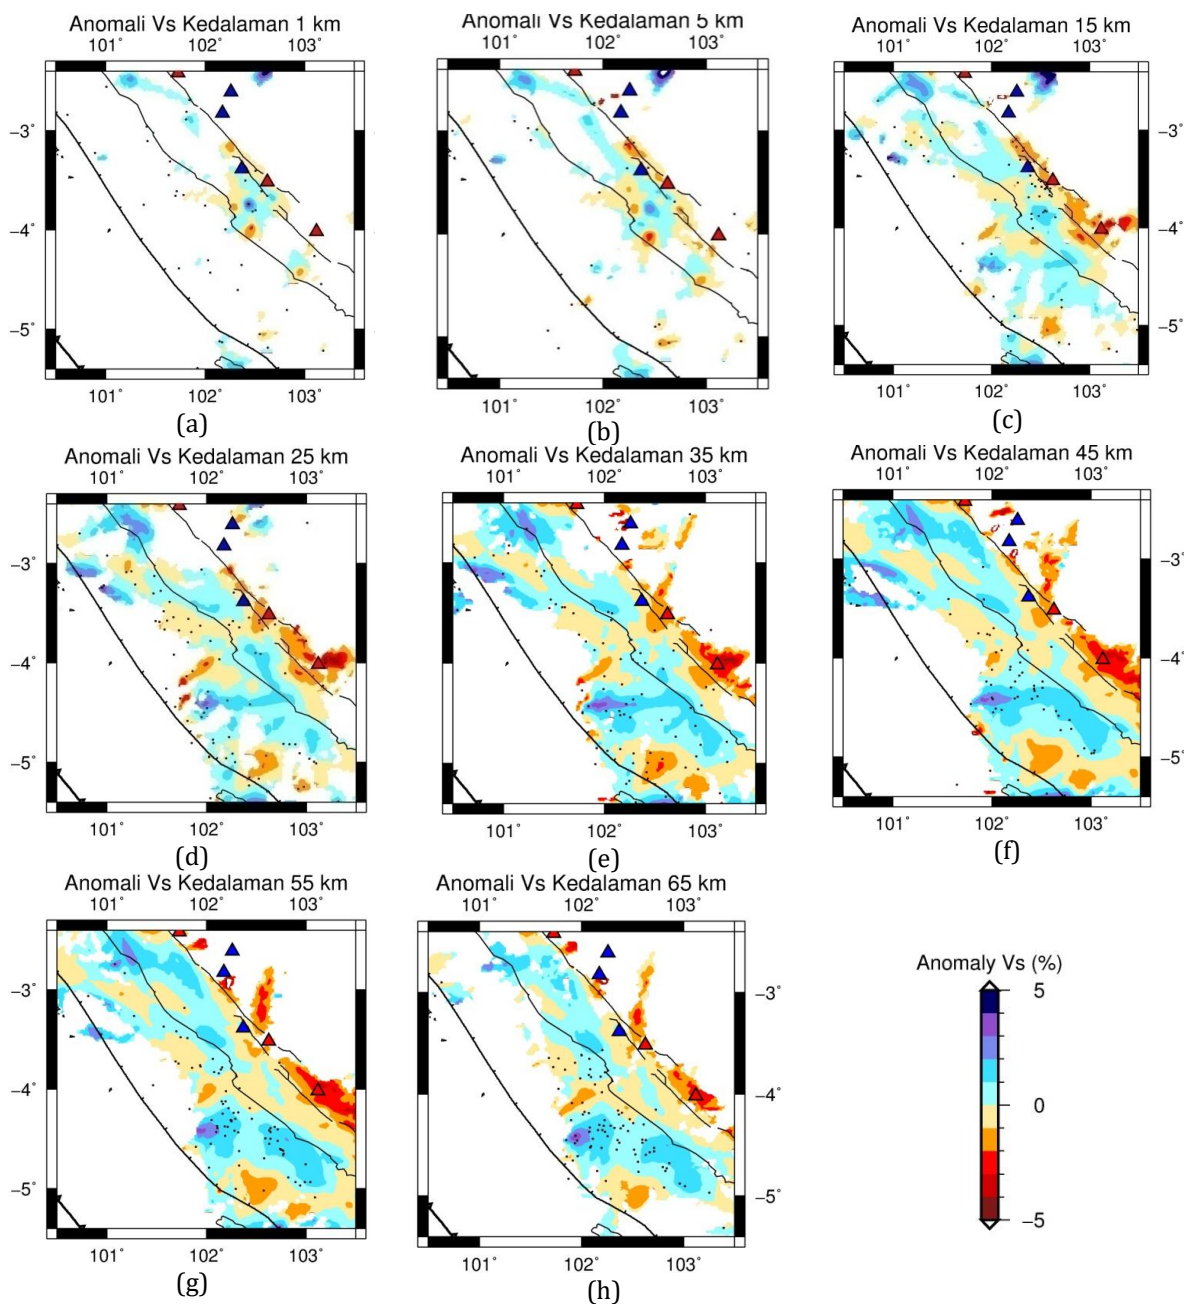 Anomali Vs Kedalaman 1 km
101° 102° 103°
−3°
−4°
−5°
101° 102° 103°
(a)
Anomali Vs Kedalaman 5 km
101° 102° 103°
101° 102° 103°
(b)
Anomali Vs Kedalaman 15 km
101° 102° 103°
−3°
−4°
−5°
101° 102° 103°
(c)
Anomali Vs Kedalaman 25 km
101° 102° 103°
−3°
−4°
−5°
101° 102° 103°
(d)
Anomali Vs Kedalaman 35 km
101° 102° 103°
101° 102° 103°
(e)
Anomali Vs Kedalaman 45 km
101° 102° 103°
−3°
−4°
−5°
101° 102° 103°
(f)
Anomali Vs Kedalaman 55 km
101° 102° 103°
−3°
−4°
−5°
101° 102° 103°
(g)
Anomali Vs Kedalaman 65 km
101° 102° 103°
−3°
−4°
−5°
101° 102° 103°
(h)
Anomaly Vs (%)
5
0
−5